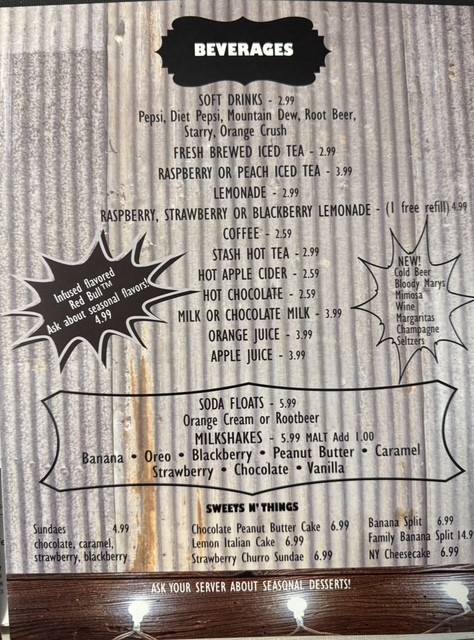 BEVERAGES
SOFT DRINKS - 2.99
Pepsi, Diet Pepsi, Mountain Dew, Root Beer,
Starry, Orange Crush
FRESH BREWED ICED TEA - 2.99
RASPBERRY OR PEACH ICED TEA - 3.99
LEMONADE - 2.99
RASPBERRY, STRAWBERRY OR BLACKBERRY LEMONADE - (1 free refill) 4.99
COFFEE - 2.59
STASH HOT TEA - 2.99
HOT APPLE CIDER - 2.59
HOT CHOCOLATE - 2.59
MILK OR CHOCOLATE MILK - 3.99
ORANGE JUICE - 3.99
APPLE JUICE - 3.99
Infused flavored
Red Bull™
Ask about seasonal flavors!
4.99
NEW!
Cold Beer
Bloody Marys
Mimosa
Wine
Margaritas
Champagne
Seltzers
SODA FLOATS - 5.99
Orange Cream or Rootbeer
MILKSHAKES - 5.99 MALT Add 1.00
Banana • Oreo • Blackberry • Peanut Butter • Caramel
Strawberry • Chocolate • Vanilla
SWEETS N' THINGS
Sundaes 4.99
chocolate, caramel,
strawberry, blackberry
Chocolate Peanut Butter Cake 6.99
Lemon Italian Cake 6.99
Strawberry Churro Sundae 6.99
Banana Split 6.99
Family Banana Split 14.9
NY Cheesecake 6.99
ASK YOUR SERVER ABOUT SEASONAL DESSERTS!